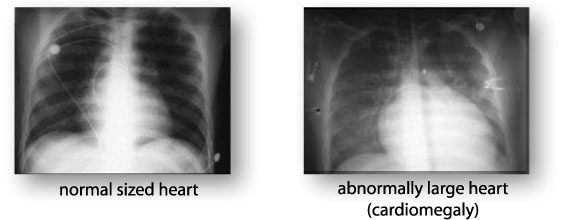 normal sized heart
abnormally large heart
(cardiomegaly)